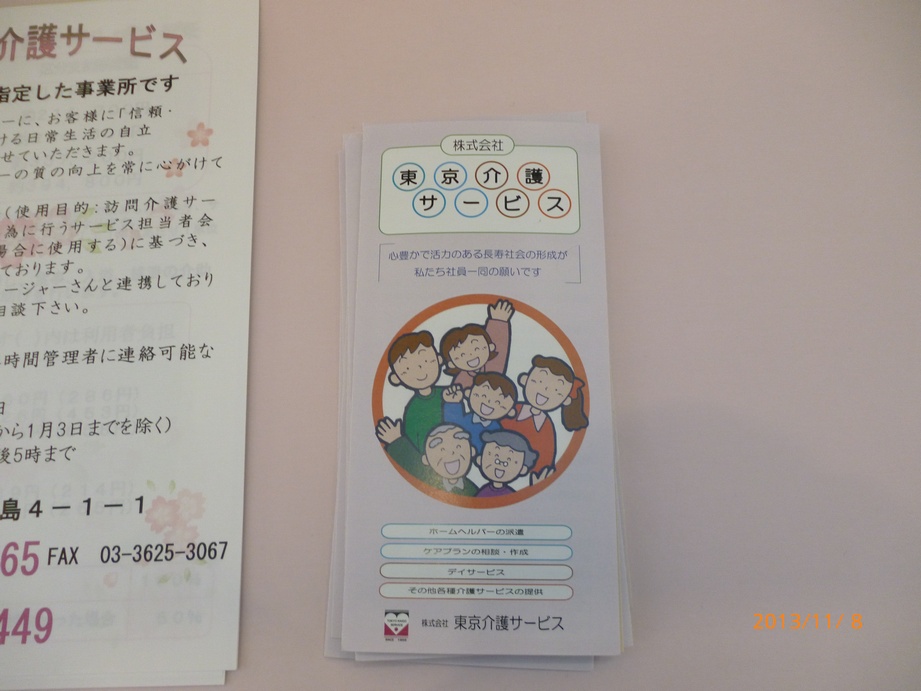 介護サービス
指定した事業所です
ーに、お客様に「信頼・
ける日常生活の自立
せていただきます。
ーの質の向上を常に心がけて
(使用目的:訪問介護サー
為に行うサービス担当者会
場合に使用する)に基づき、
ております。
ージャーさんと連携しており
相談下さい。
時間管理者に連絡可能な
日
から1月3日までを除く)
後5時まで
島4-1-1
65 FAX 03-3625-3067
449
株式会社
東京介護
サービス
心豊かで活力のある長寿社会の形成が
私たち社員一同の願いです
ホームヘルパーの派遣
ケアプランの相談・作成
デイサービス
その他各種介護サービスの提供
株式会社 東京介護サービス
2013/11/ 8